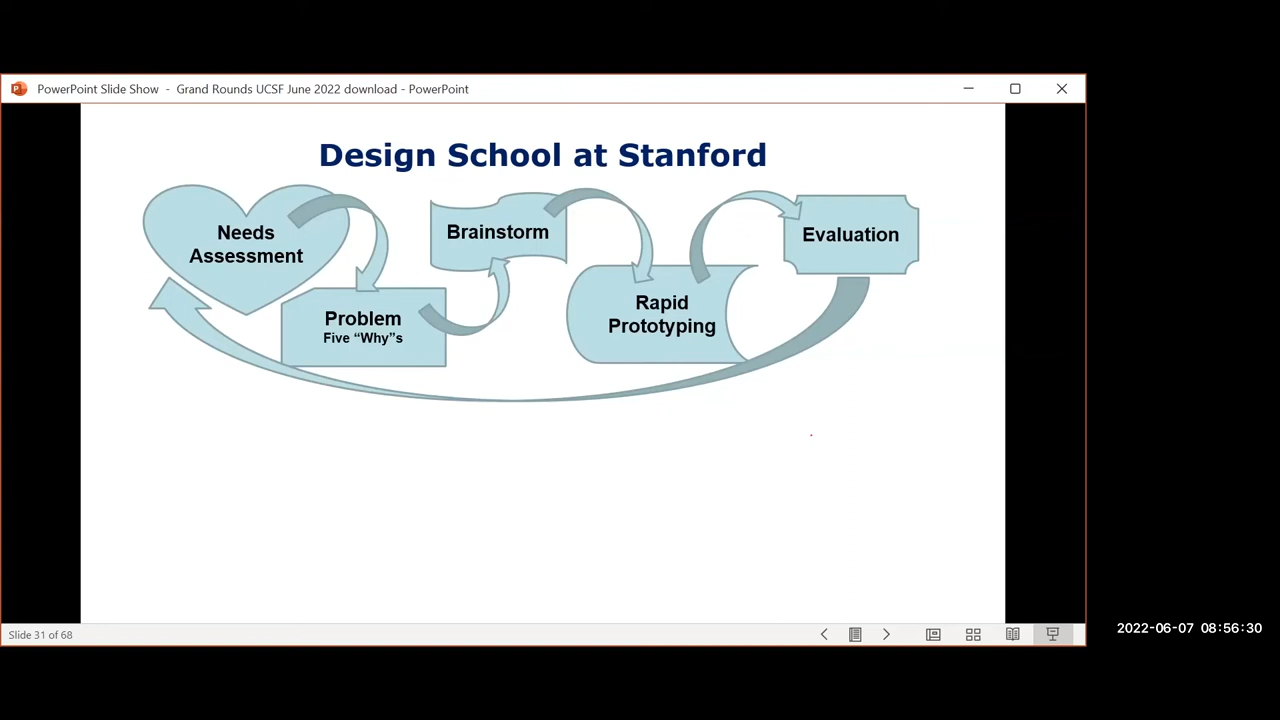 PowerPoint Slide Show - Grand Rounds UCSF June 2022 download - PowerPoint
Design School at Stanford
Needs
Assessment
Problem
Five “Why”s
Brainstorm
Rapid
Prototyping
Evaluation
Slide 31 of 68
2022-06-07 08:56:30